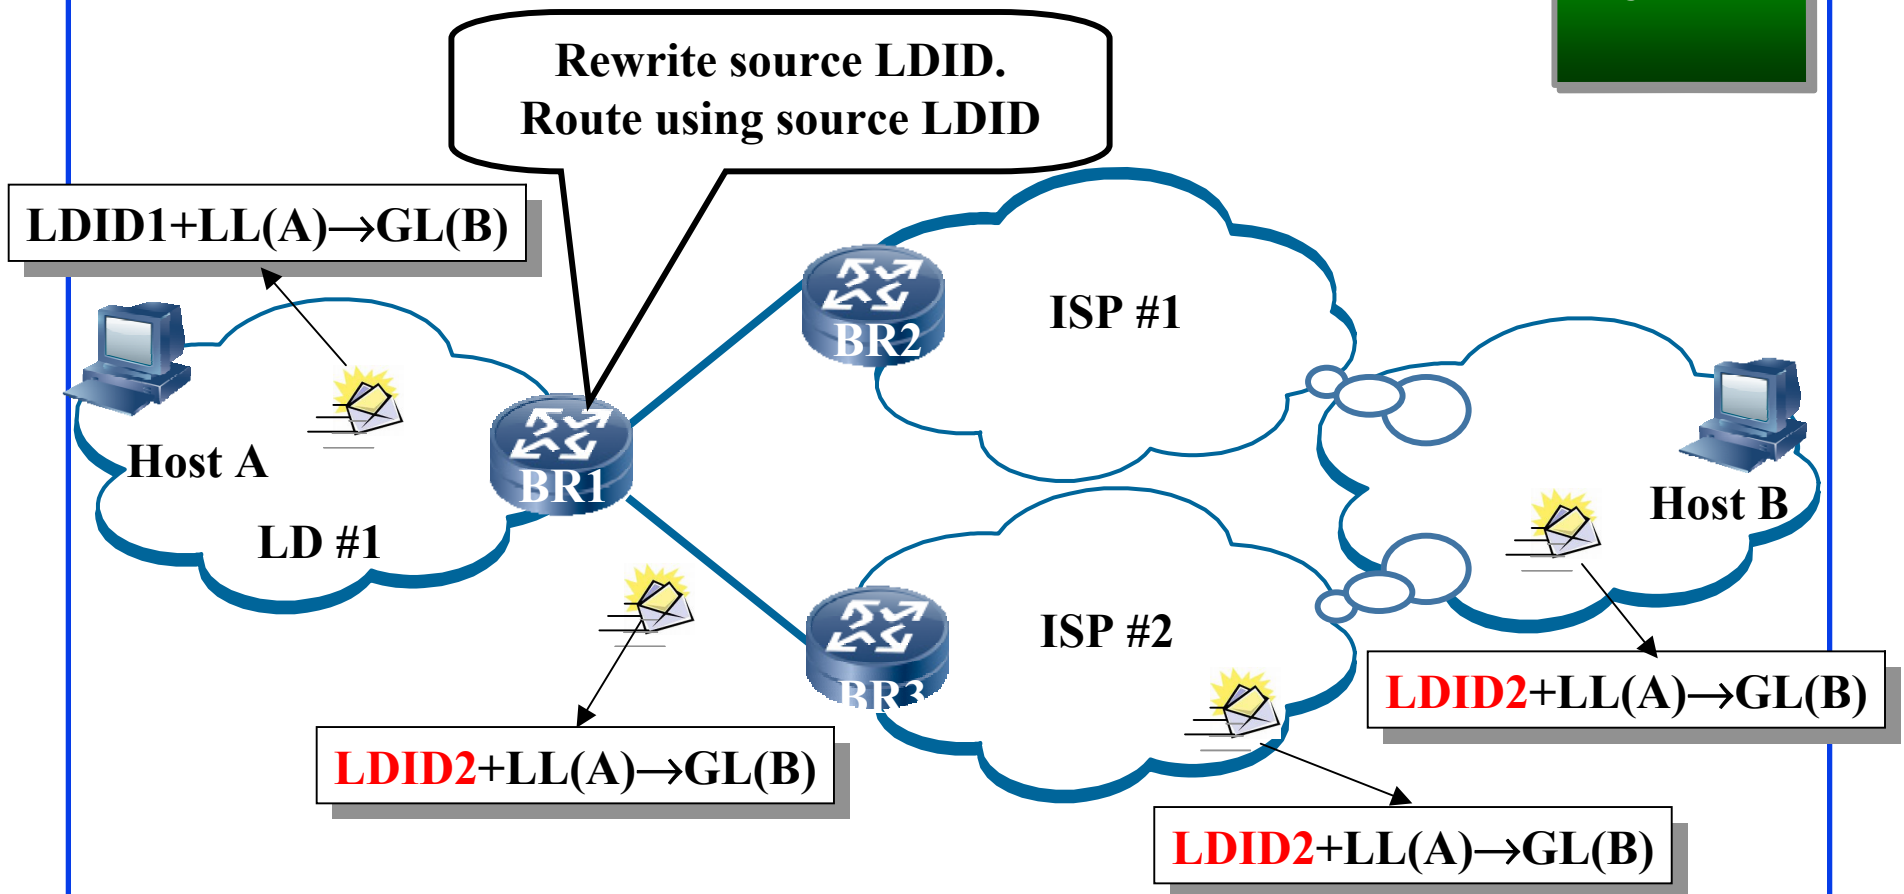 Rewrite source LDID.
Route using source LDID
LDID1+LL(A)→GL(B)
ISP #1
BR2
Host A
BR1
Host B
LD #1
ISP #2
BR3
LDID2+LL(A)→GL(B)
LDID2+LL(A)→GL(B)
LDID2+LL(A)→GL(B)